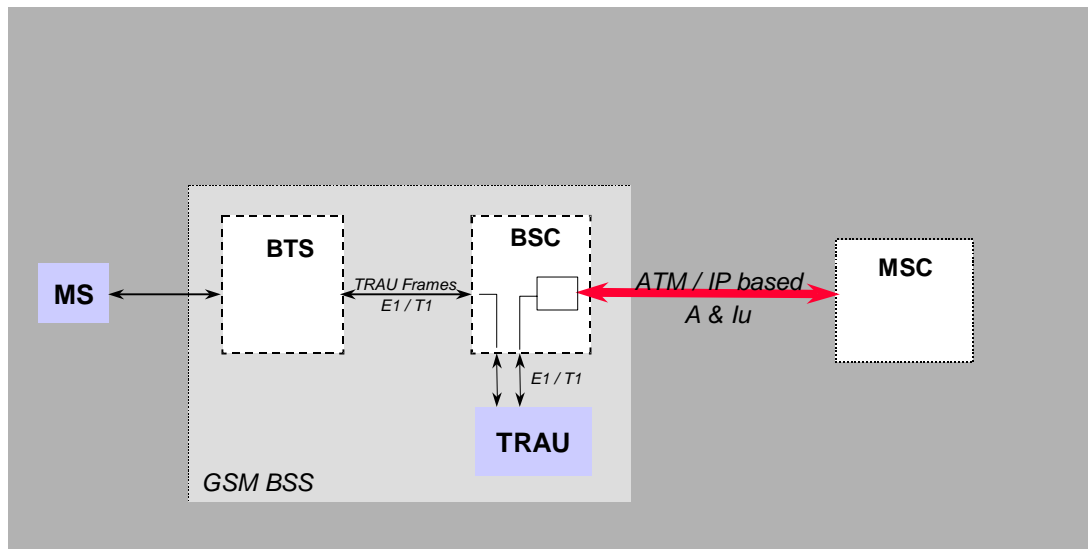 BTS
BSC
MSC
MS
TRAU Frames
E1 / T1
ATM / IP based
A & Iu
E1 / T1
TRAU
GSM BSS